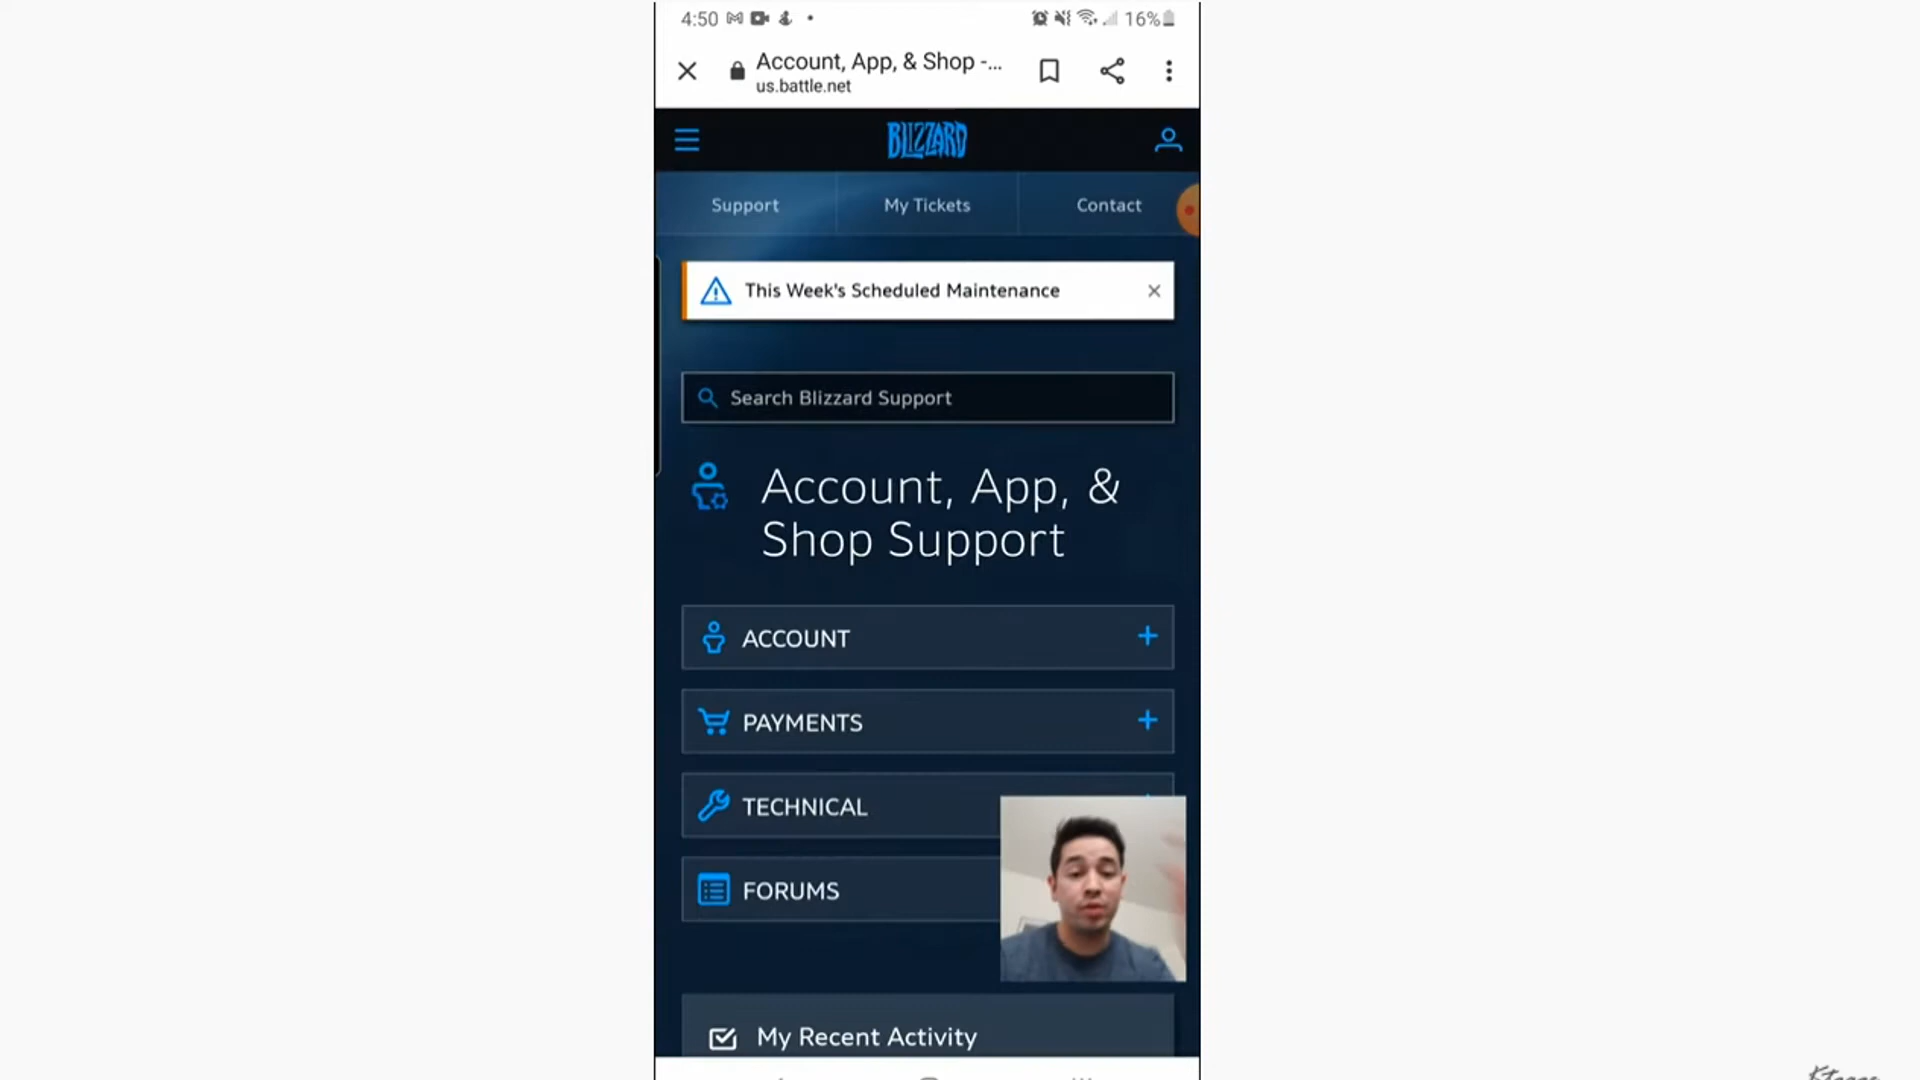 4:50
16%
Account, App, & Shop -...
us.battle.net
BLIZZARD
Support
My Tickets
Contact
This Week's Scheduled Maintenance
Search Blizzard Support
Account, App, &
Shop Support
ACCOUNT
PAYMENTS
TECHNICAL
FORUMS
My Recent Activity